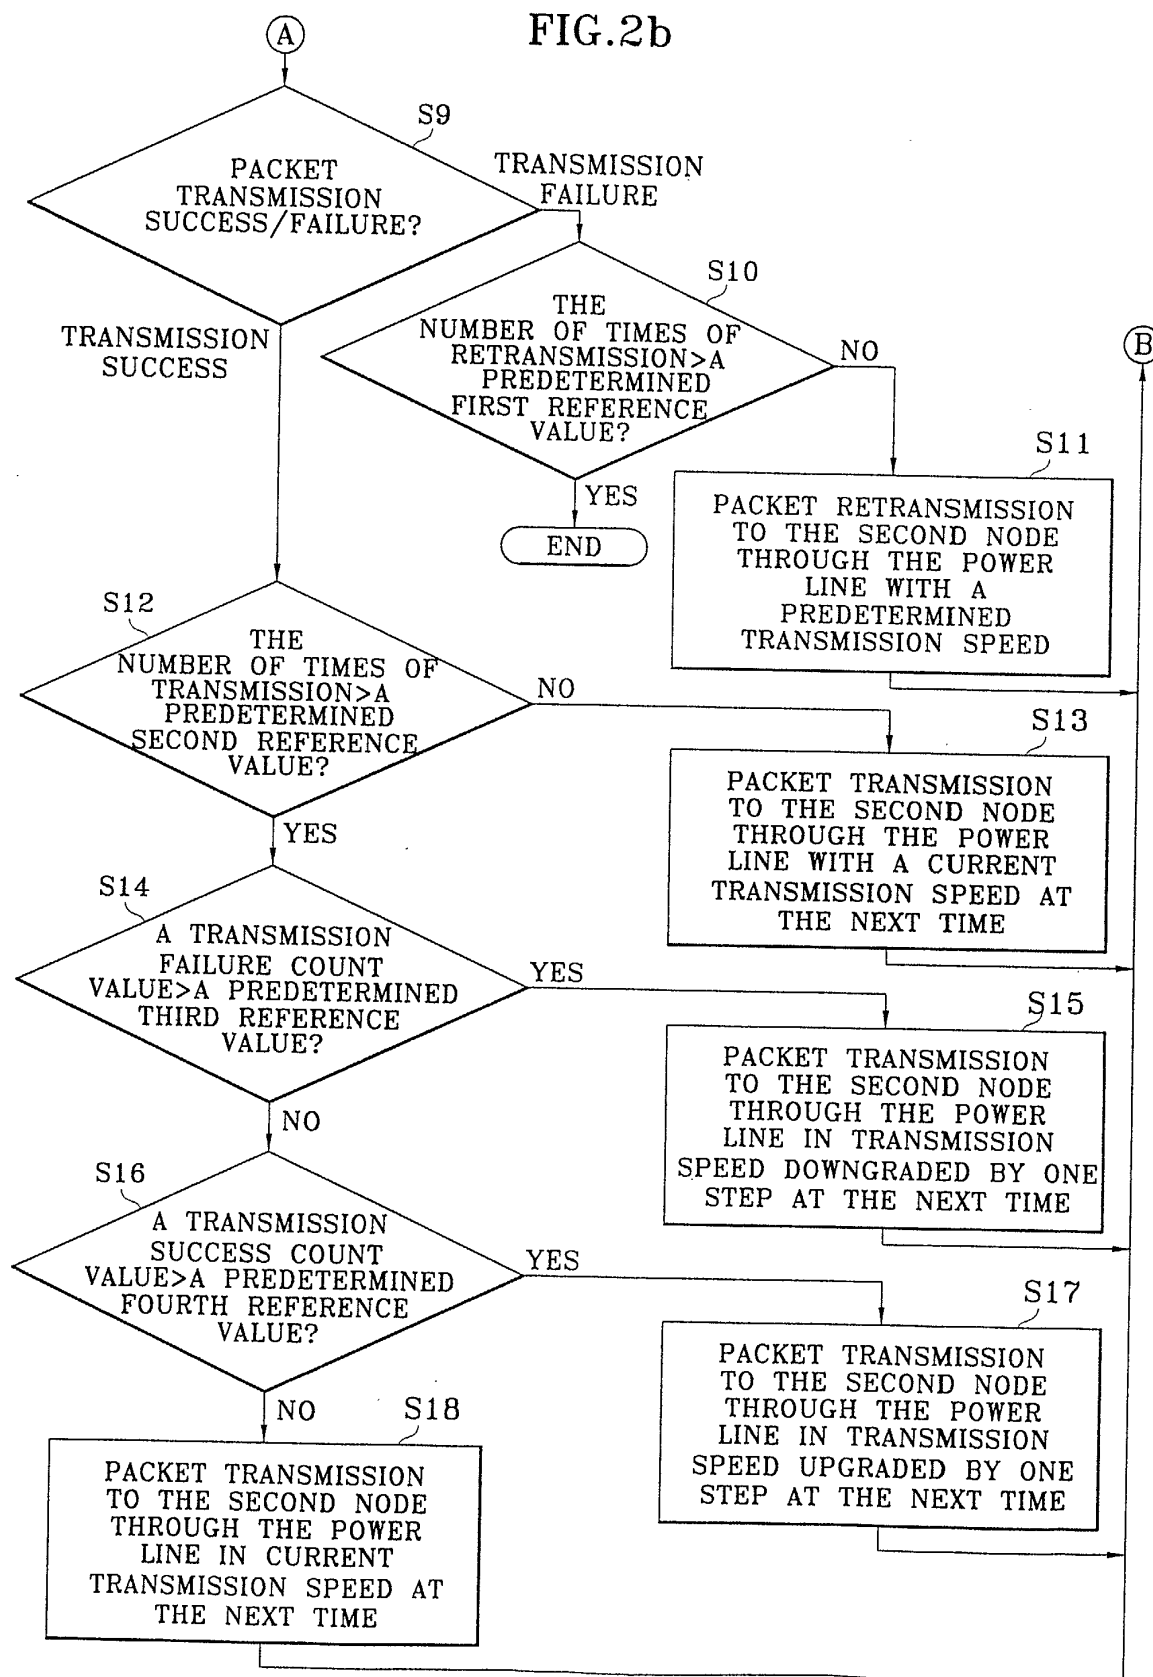 FIG.2b
A
S9
PACKET
TRANSMISSION
SUCCESS/FAILURE?
TRANSMISSION
FAILURE
TRANSMISSION
SUCCESS
S10
THE
NUMBER OF TIMES OF
RETRANSMISSION>A
PREDETERMINED
FIRST REFERENCE
VALUE?
NO
B
YES
END
S11
PACKET RETRANSMISSION
TO THE SECOND NODE
THROUGH THE POWER
LINE WITH A
PREDETERMINED
TRANSMISSION SPEED
S12
THE
NUMBER OF TIMES OF
TRANSMISSION>A
PREDETERMINED
SECOND REFERENCE
VALUE?
NO
YES
S13
PACKET TRANSMISSION
TO THE SECOND NODE
THROUGH THE POWER
LINE WITH A CURRENT
TRANSMISSION SPEED AT
THE NEXT TIME
S14
A TRANSMISSION
FAILURE COUNT
VALUE>A PREDETERMINED
THIRD REFERENCE
VALUE?
YES
NO
S15
PACKET TRANSMISSION
TO THE SECOND NODE
THROUGH THE POWER
LINE IN TRANSMISSION
SPEED DOWNGRADED BY ONE
STEP AT THE NEXT TIME
S16
A TRANSMISSION
SUCCESS COUNT
VALUE>A PREDETERMINED
FOURTH REFERENCE
VALUE?
YES
NO
S17
PACKET TRANSMISSION
TO THE SECOND NODE
THROUGH THE POWER
LINE IN TRANSMISSION
SPEED UPGRADED BY ONE
STEP AT THE NEXT TIME
S18
PACKET TRANSMISSION
TO THE SECOND NODE
THROUGH THE POWER
LINE IN CURRENT
TRANSMISSION SPEED AT
THE NEXT TIME